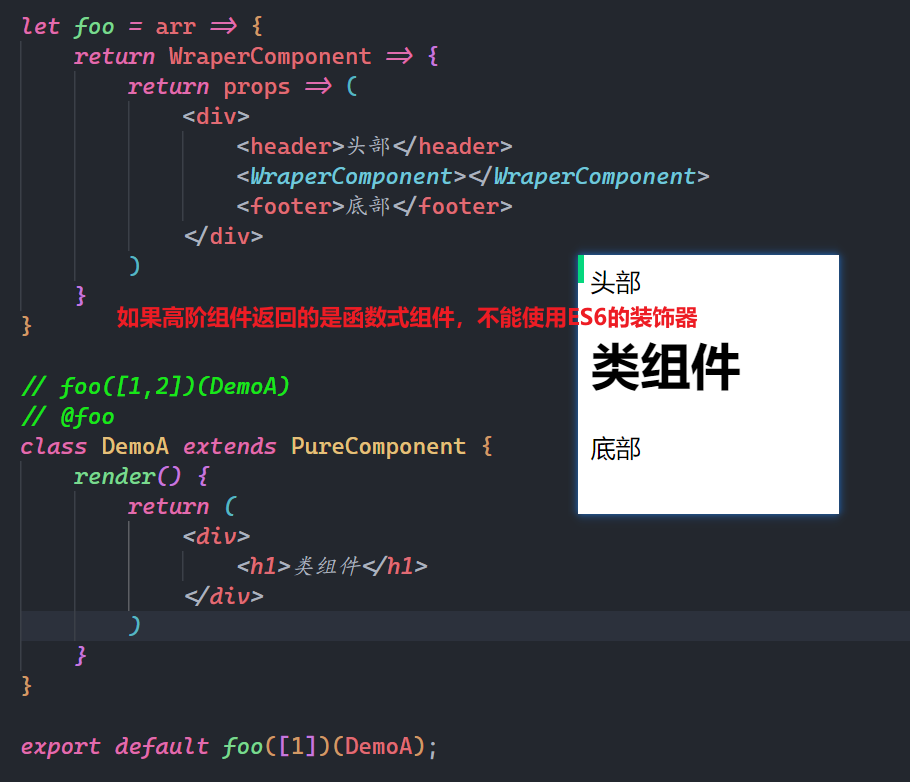 let foo = arr => {
    return WraperComponent => {
        return props => (
            <div>
                <header>头部</header>
                <WraperComponent></WraperComponent>
                <footer>底部</footer>
            </div>
        )
    }
}
如果高阶组件返回的是函数式组件，不能使用ES6的装饰器
头部
类组件
底部
// foo([1,2])(DemoA)
// @foo
class DemoA extends PureComponent {
    render() {
        return (
            <div>
                <h1>类组件</h1>
            </div>
        )
    }
}
export default foo([1])(DemoA);